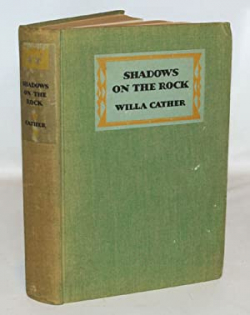 SHADOWS
ON THE
ROCK
CATHER
SHADOWS
ON THE ROCK
WILLA CATHER